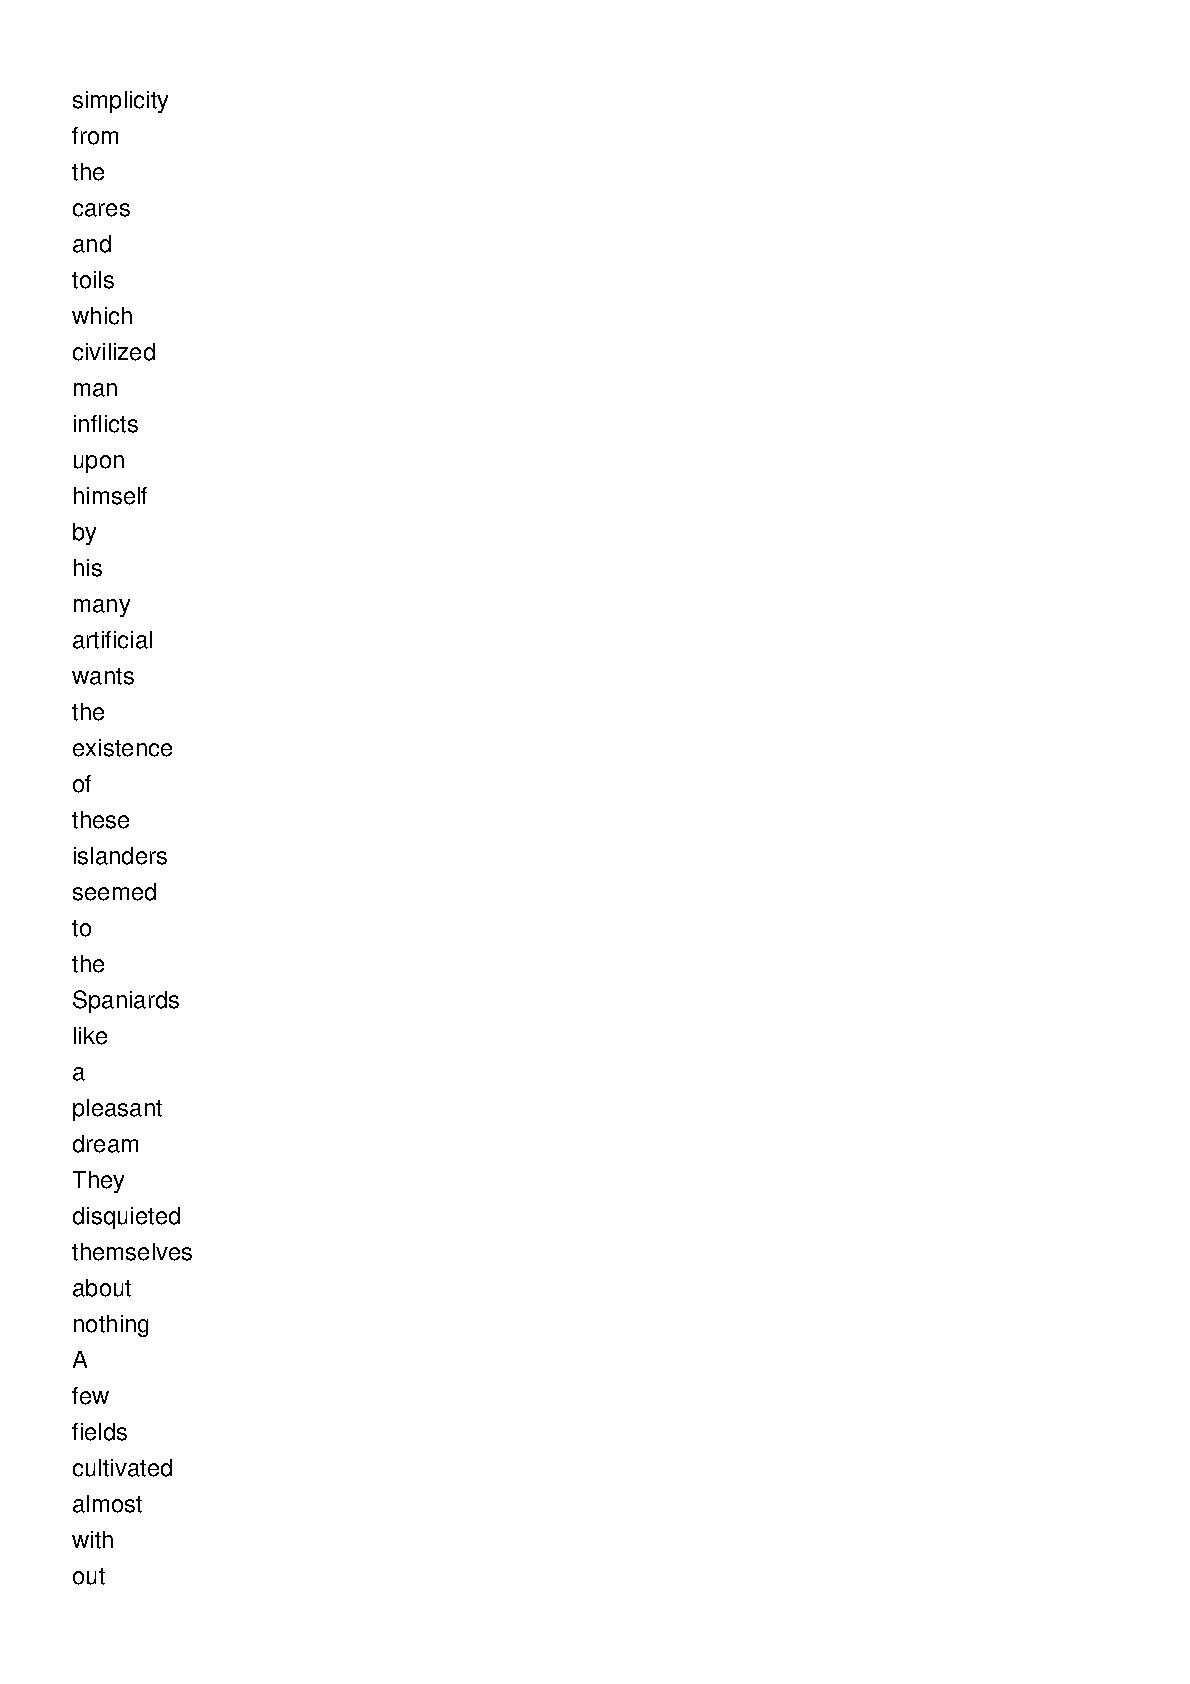 simplicity
from
the
cares
and
toils
which
civilized
man
inflicts
upon
himself
by
his
many
artificial
wants
the
existence
of
these
islanders
seemed
to
the
Spaniards
like
a
pleasant
dream
They
disquieted
themselves
about
nothing
A
few
fields
cultivated
almost
with
out